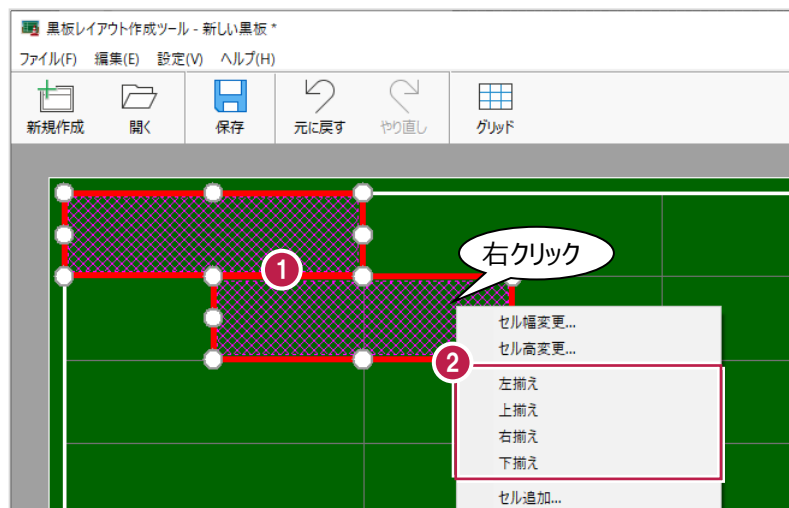 黒板レイアウト作成ツール - 新しい黒板 *
ファイル(F) 編集(E) 設定(V) ヘルプ(H)
新規作成 開く 保存 元に戻す やり直し グリッド
右クリック
1
セル幅変更...
セル高変更...
2
左揃え
上揃え
右揃え
下揃え
セル追加...